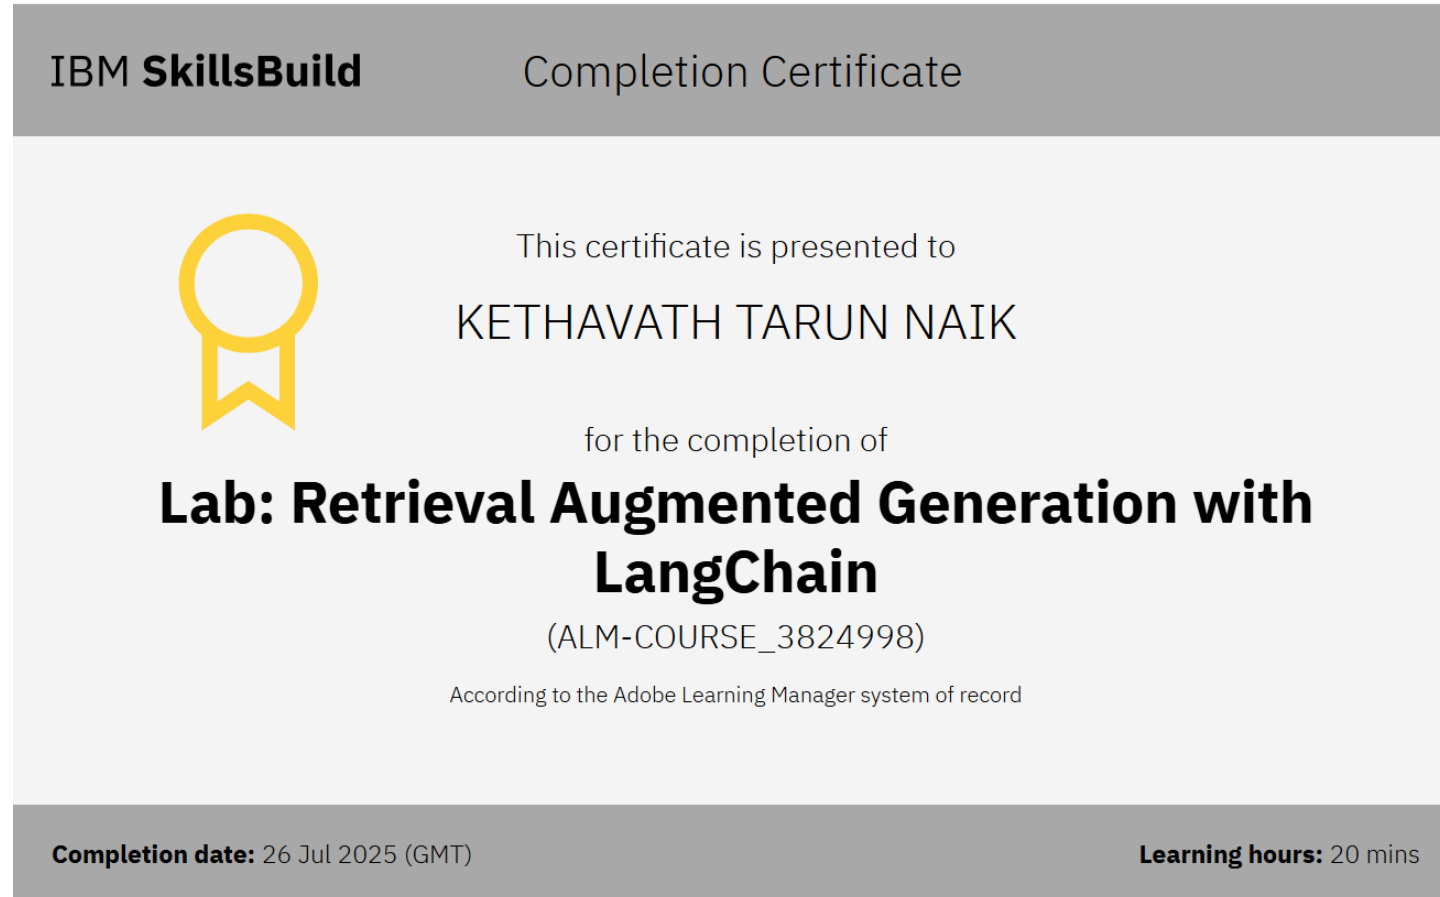 IBM SkillsBuild
Completion Certificate
This certificate is presented to
KETHAVATH TARUN NAIK
for the completion of
Lab: Retrieval Augmented Generation with
LangChain
(ALM-COURSE_3824998)
According to the Adobe Learning Manager system of record
Completion date: 26 Jul 2025 (GMT)
Learning hours: 20 mins